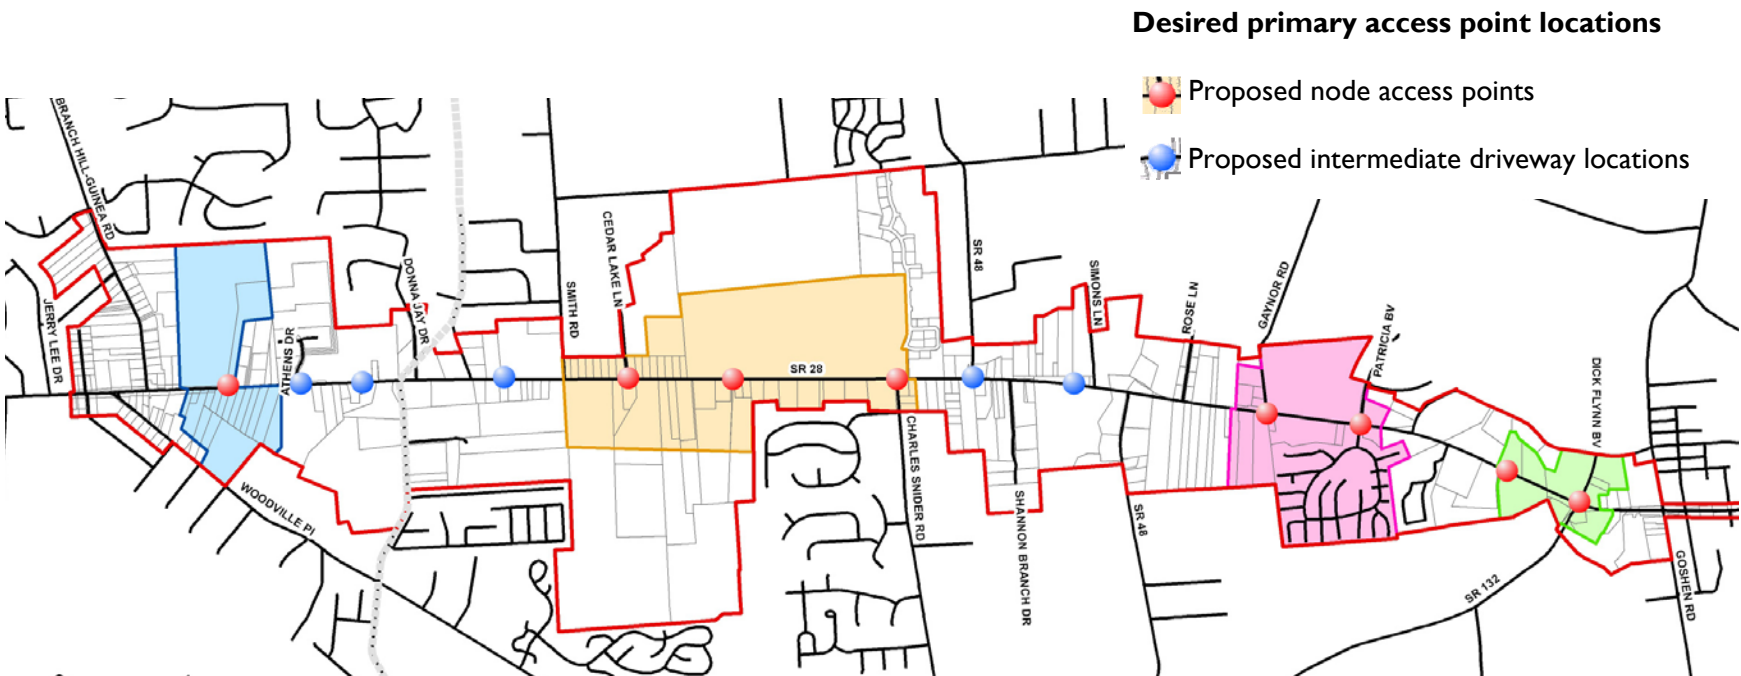 Desired primary access point locations
Proposed node access points
Proposed intermediate driveway locations
BRANCH HILL-GUINEA RD
JERRY LEE DR
ATHENS DR
DONNA JAY DR
WOODVILLE PI
SMITH RD
CEDAR LAKE LN
SR 28
CHARLES SNIDER RD
SR 48
SHANNON BRANCH DR
SIMONS LN
SR 48
ROSE LN
GAYNOR RD
PATRICIA BV
DICK FLYNN BV
SR 132
GOSHEN RD